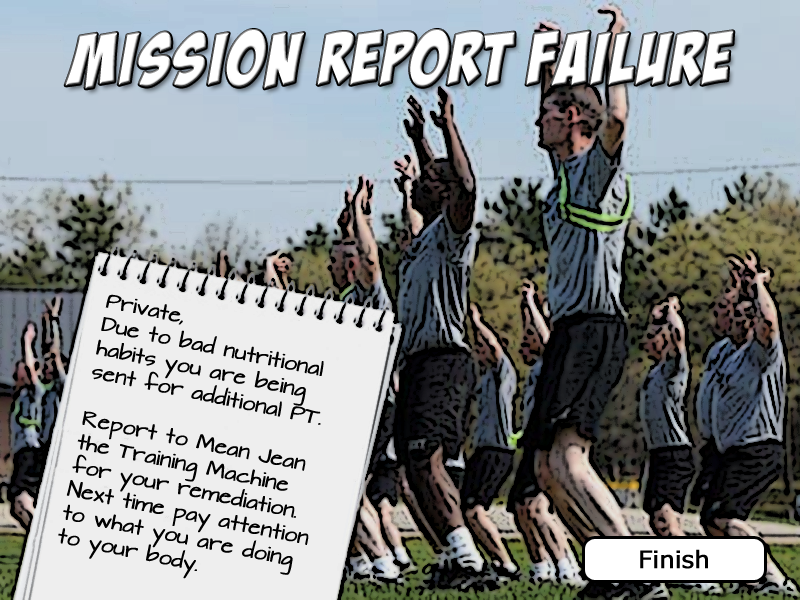 MISSION REPORT FAILURE
Private,
Due to bad nutritional
habits you are being
sent for additional PT.
Report to Mean Jean
the Training Machine
for your remediation.
Next time pay attention
to what you are doing
to your body.
Finish